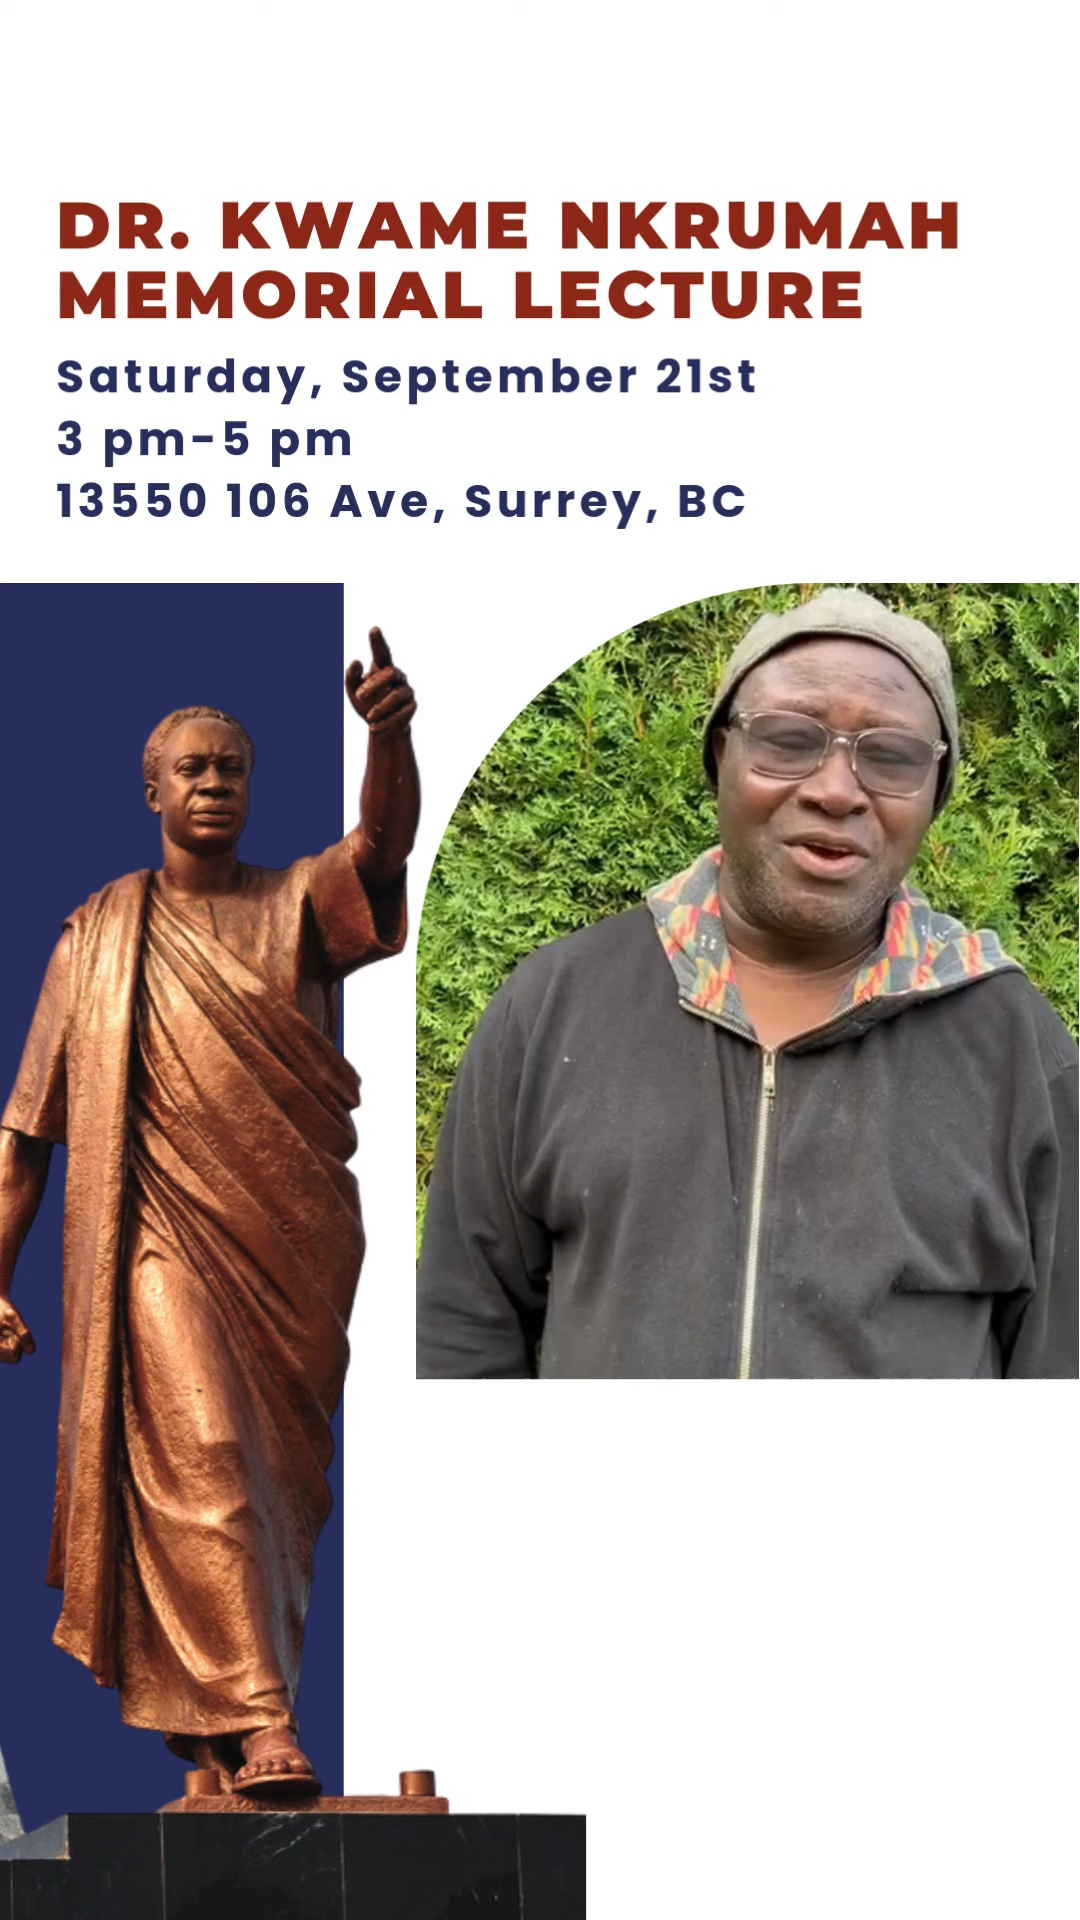 DR. KWAME NKRUMAH
MEMORIAL LECTURE
Saturday, September 21st
3 pm-5 pm
13550 106 Ave, Surrey, BC